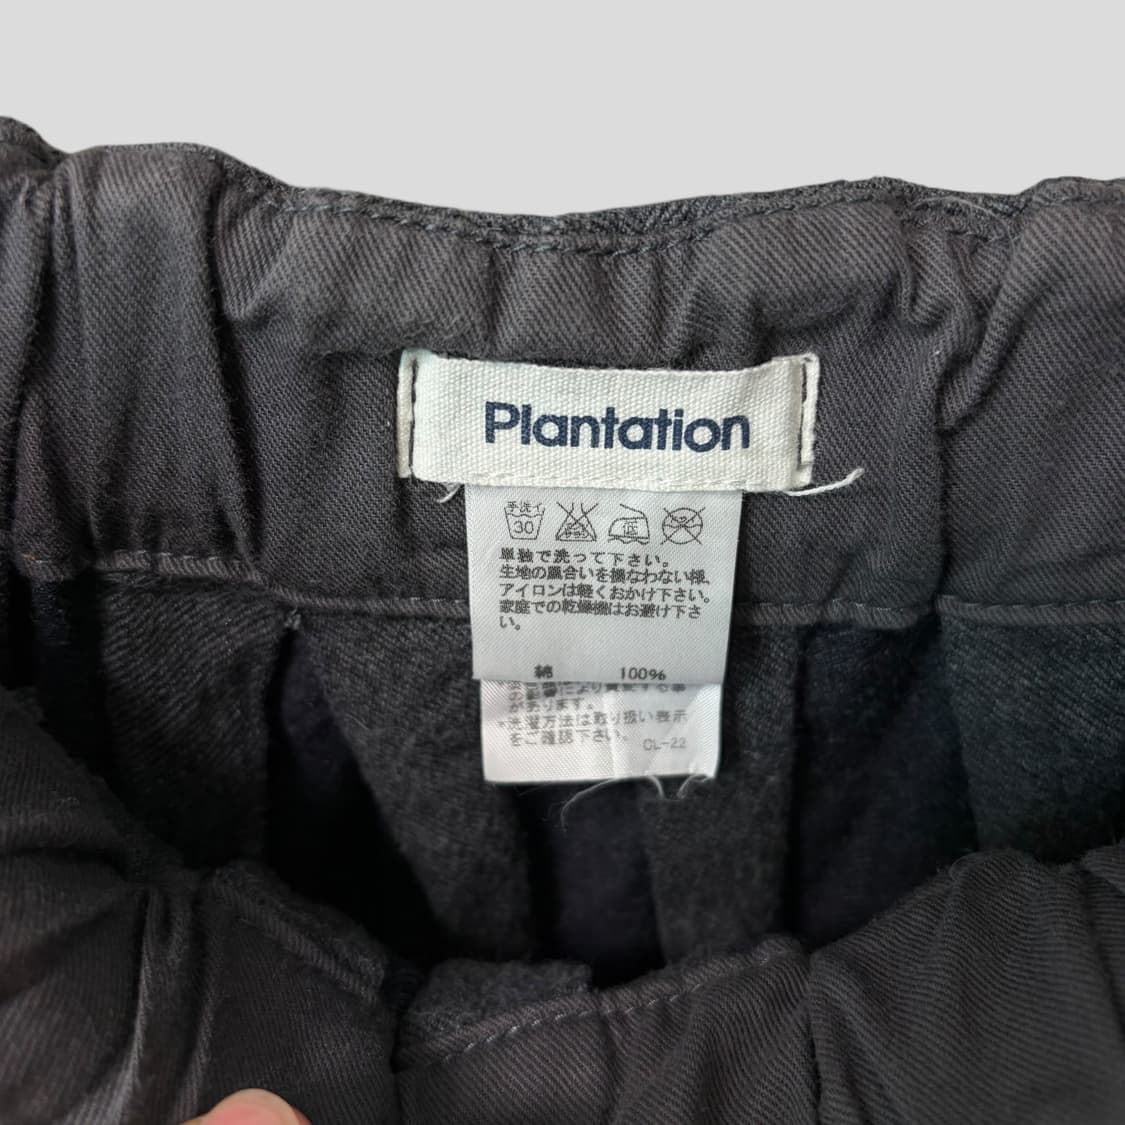 Plantation
手洗イ
30
低
単独で洗って下さい。
生地の風合いを損なわない様、
アイロンは軽くおかけ下さい。
家庭での乾燥機はお避け下さ
い。
綿 100%
があります。
*洗濯方法は取り扱い表示
をご確認下さい。
CL-22